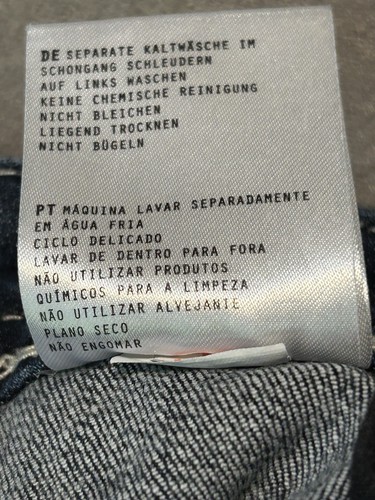 DE SEPARATE KALTWÄSCHE IM
SCHONGANG SCHLEUDERN
AUF LINKS WASCHEN
KEINE CHEMISCHE REINIGUNG
NICHT BLEICHEN
LIEGEND TROCKNEN
NICHT BÜGELN
PT MÁQUINA LAVAR SEPARADAMENTE
EM ÁGUA FRIA
CICLO DELICADO
LAVAR DE DENTRO PARA FORA
NÃO UTILIZAR PRODUTOS
QUÍMICOS PARA A LIMPEZA
NÃO UTILIZAR ALVEJANTE
PLANO SECO
NÃO ENGOMAR